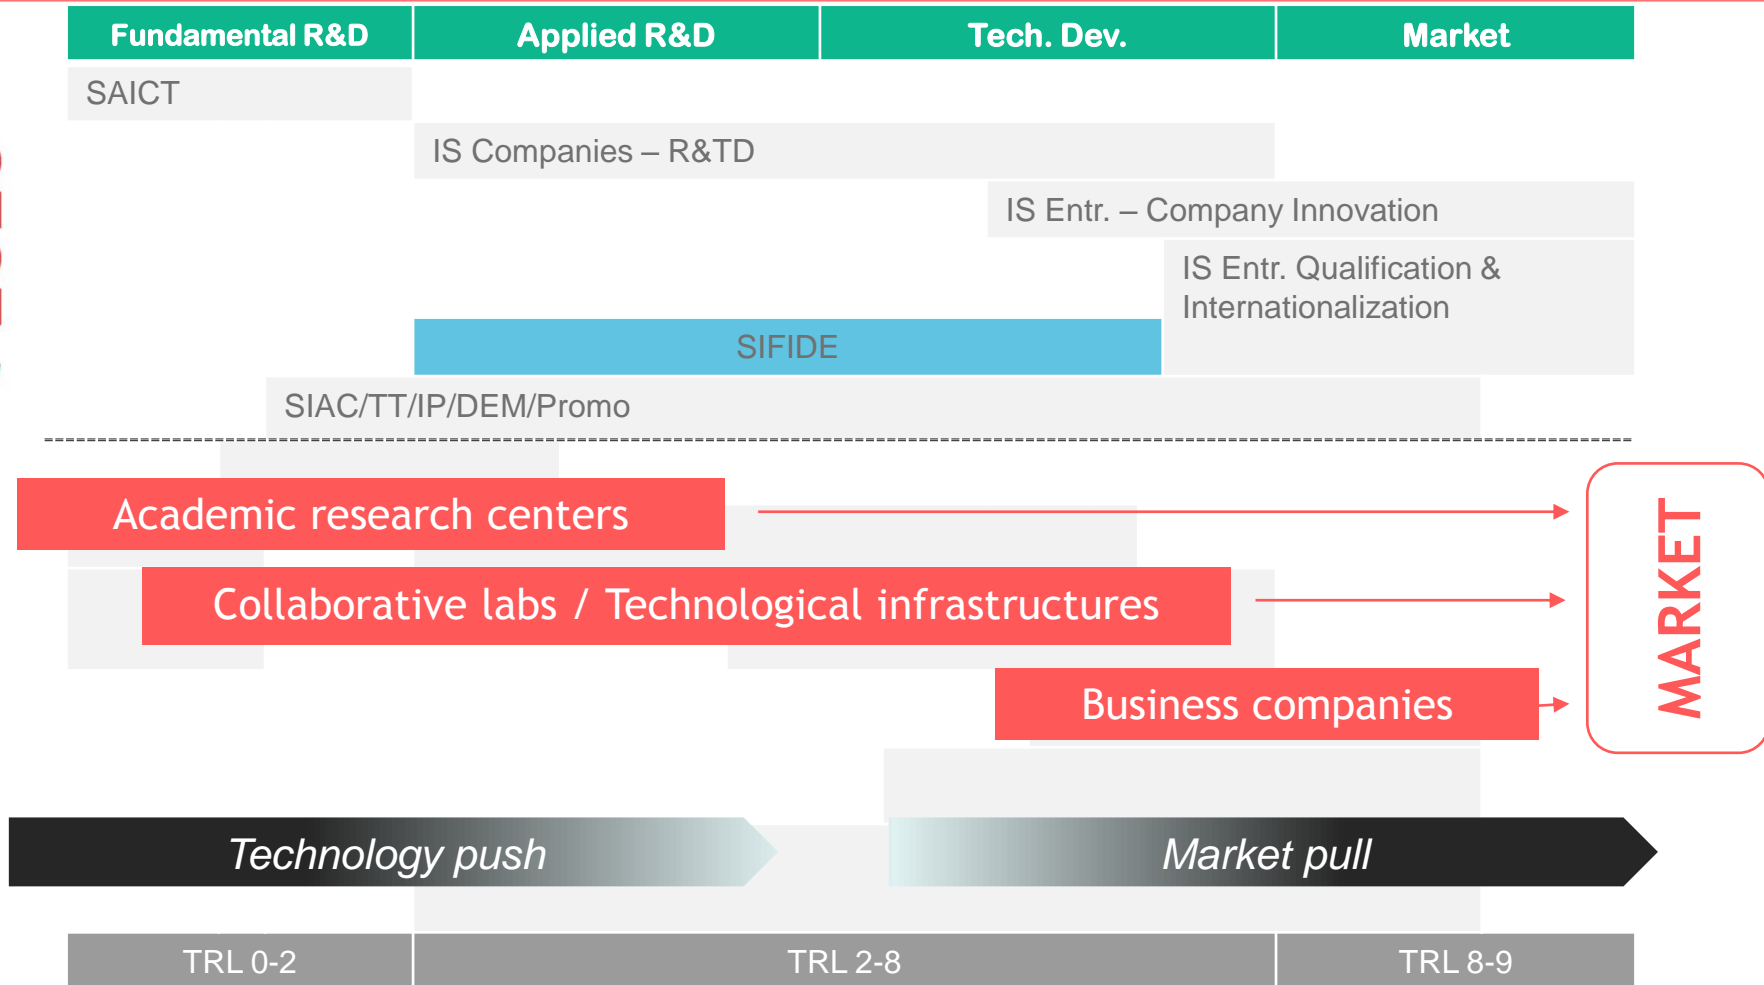 Fundamental R&D
Applied R&D
Tech. Dev.
Market
SAICT
IS Companies – R&TD
IS Entr. – Company Innovation
IS Entr. Qualification &
Internationalization
SIFIDE
SIAC/TT/IP/DEM/Promo
Academic research centers
Collaborative labs / Technological infrastructures
Business companies
MARKET
Technology push
Market pull
TRL 0-2
TRL 2-8
TRL 8-9